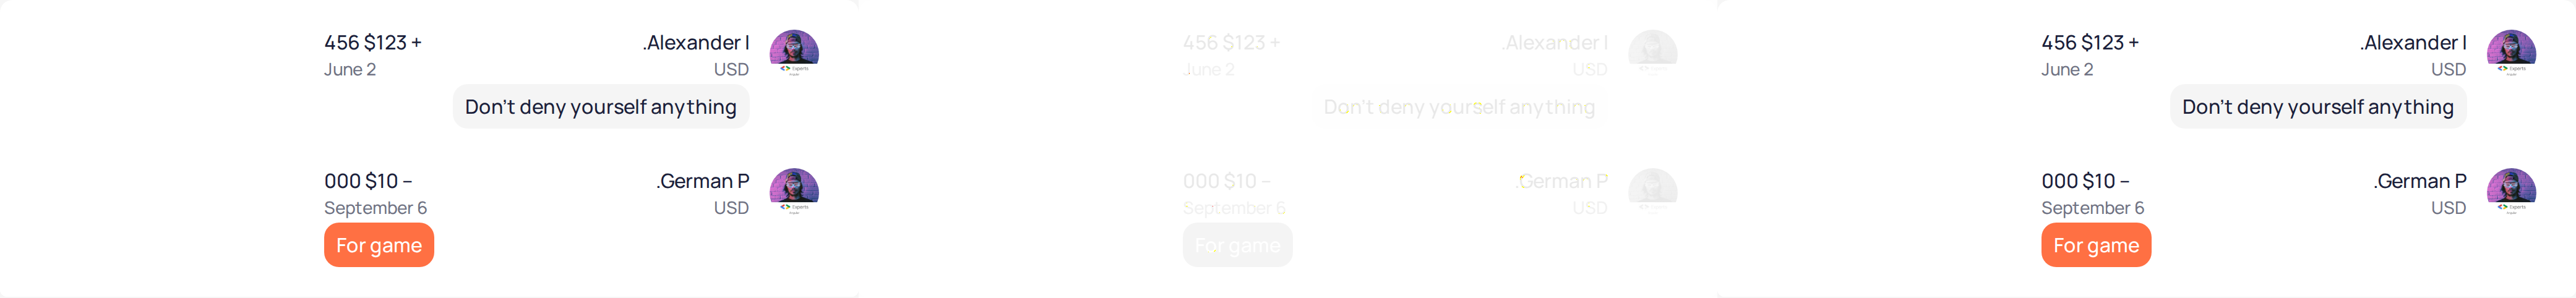 456 $123 +
.Alexander I
June 2
USD
Don't deny yourself anything
000 $10 –
.German P
September 6
USD
For game
456 $123 +
.Alexander I
June 2
USD
Don't deny yourself anything
000 $10 –
.German P
September 6
USD
For game
456 $123 +
.Alexander I
June 2
USD
Don't deny yourself anything
000 $10 –
.German P
September 6
USD
For game